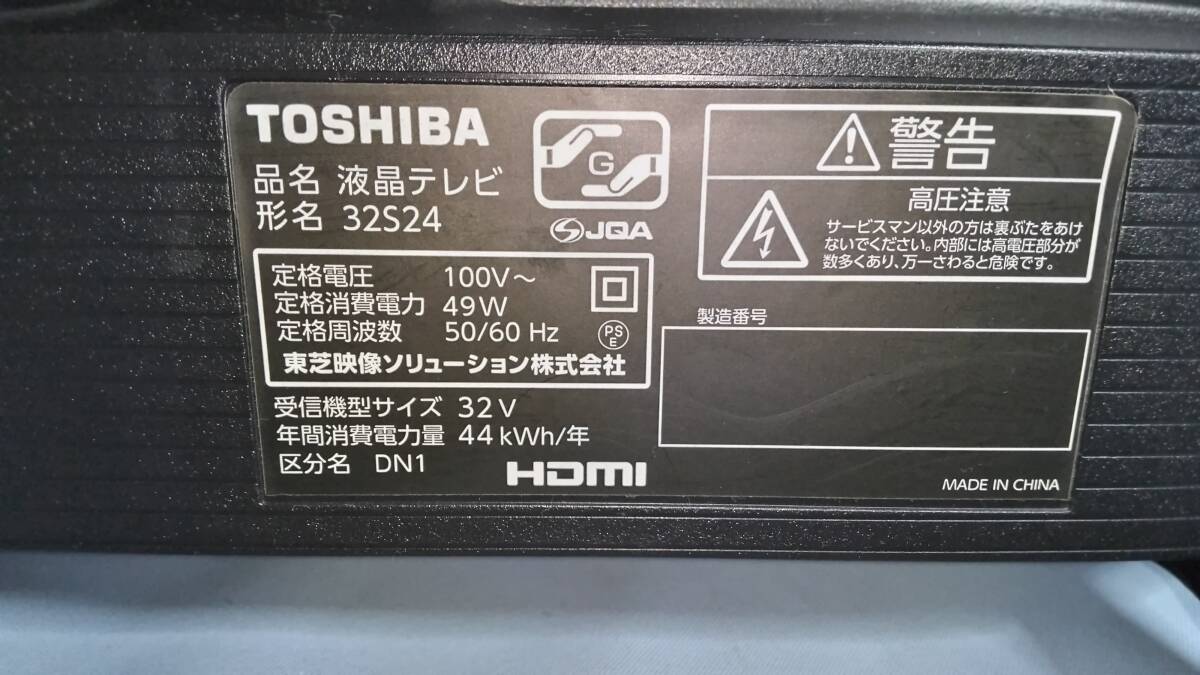 TOSHIBA
品名 液晶テレビ
形名 32S24
G
JQA
定格電圧 100V～
定格消費電力 49W
定格周波数 50/60 Hz
PS
E
東芝映像ソリューション株式会社
受信機型サイズ 32V
年間消費電力量 44kWh/年
区分名 DN1
HDMI
警告
高圧注意
サービスマン以外の方は裏ぶたをあけ
ないでください。内部には高電圧部分が
数多くあり、万一さわると危険です。
製造番号
MADE IN CHINA